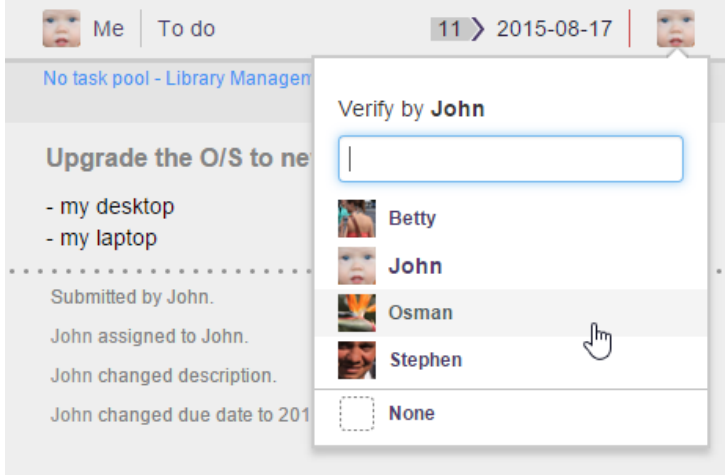 Me To do 11 2015-08-17
No task pool - Library Managem
Verify by John
Upgrade the O/S to ne
- my desktop
- my laptop
Betty
John
Osman
Stephen
None
Submitted by John.
John assigned to John.
John changed description.
John changed due date to 201